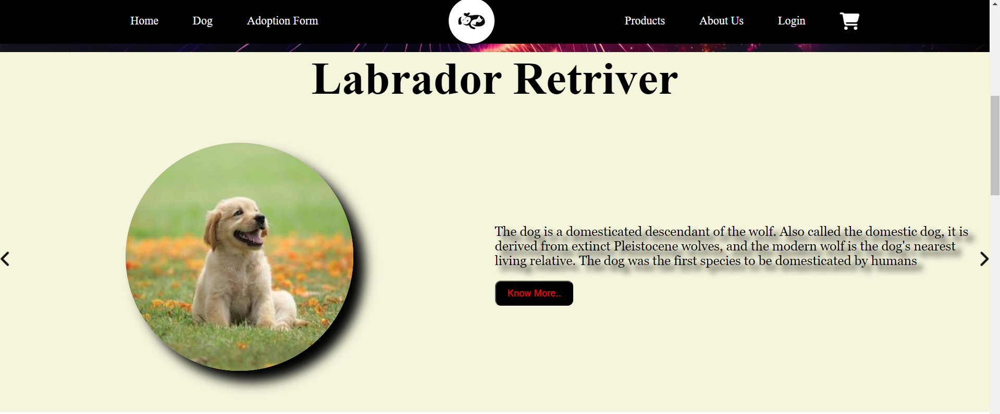 Home Dog Adoption Form Products About Us Login
Labrador Retriver
The dog is a domesticated descendant of the wolf. Also called the domestic dog, it is
derived from extinct Pleistocene wolves, and the modern wolf is the dog's nearest
living relative. The dog was the first species to be domesticated by humans
Know More..